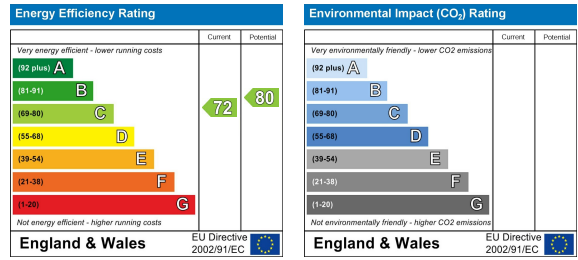 Energy Efficiency Rating
Current Potential
Very energy efficient - lower running costs
(92 plus) A
(81-91) B
(69-80) C
(55-68) D
(39-54) E
(21-38) F
(1-20) G
72
80
Not energy efficient - higher running costs
England & Wales
EU Directive
2002/91/EC
Environmental Impact (CO₂) Rating
Current Potential
Very environmentally friendly - lower CO2 emissions
(92 plus) A
(81-91) B
(69-80) C
(55-68) D
(39-54) E
(21-38) F
(1-20) G
Not environmentally friendly - higher CO2 emissions
England & Wales
EU Directive
2002/91/EC